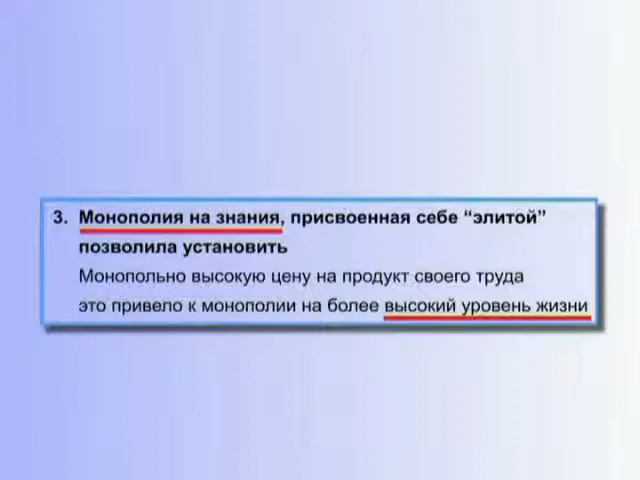 3. Монополия на знания, присвоенная себе “элитой”
позволила установить
Монопольно высокую цену на продукт своего труда
это привело к монополии на более высокий уровень жизни